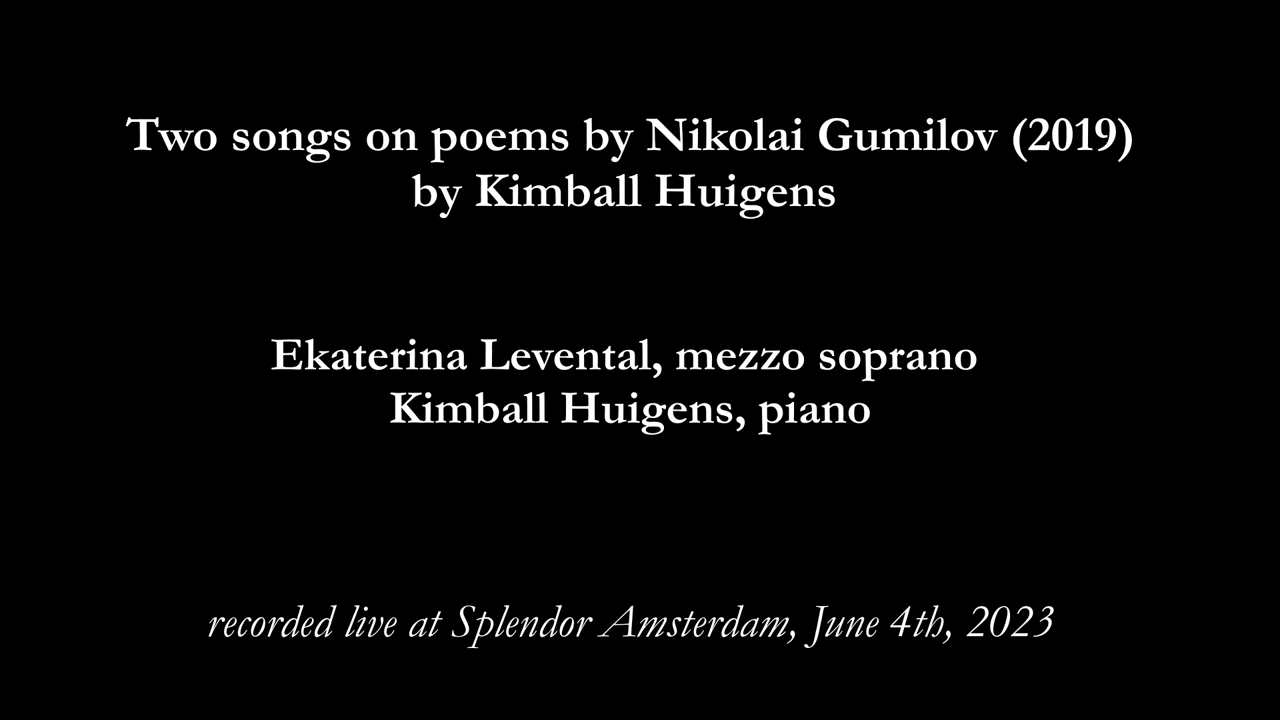 Two songs on poems by Nikolai Gumilov (2019)
by Kimball Huigens
Ekaterina Levental, mezzo soprano
Kimball Huigens, piano
recorded live at Splendor Amsterdam, June 4th, 2023